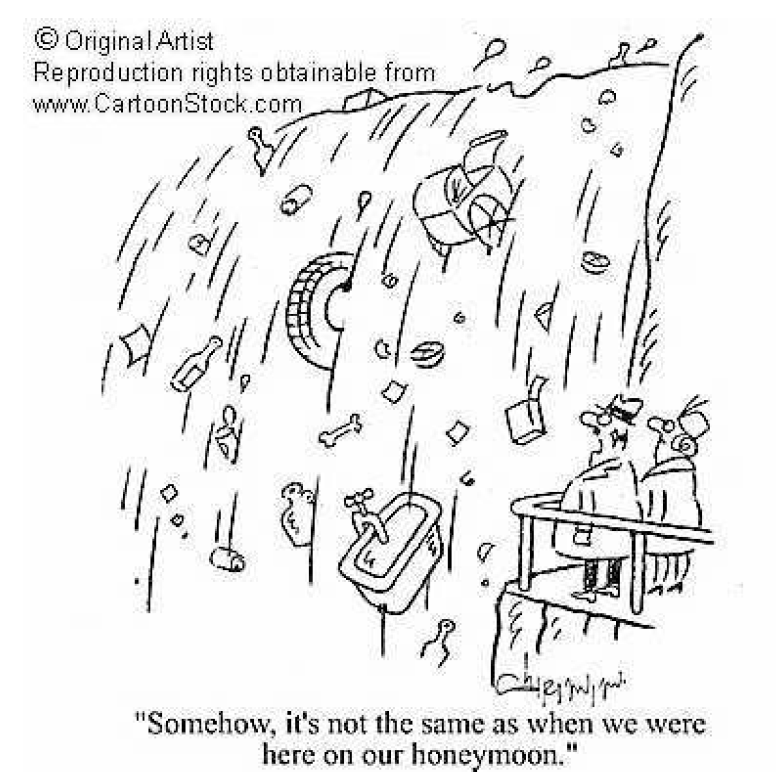 © Original Artist
Reproduction rights obtainable from
www.CartoonStock.com
"Somehow, it's not the same as when we were
here on our honeymoon."